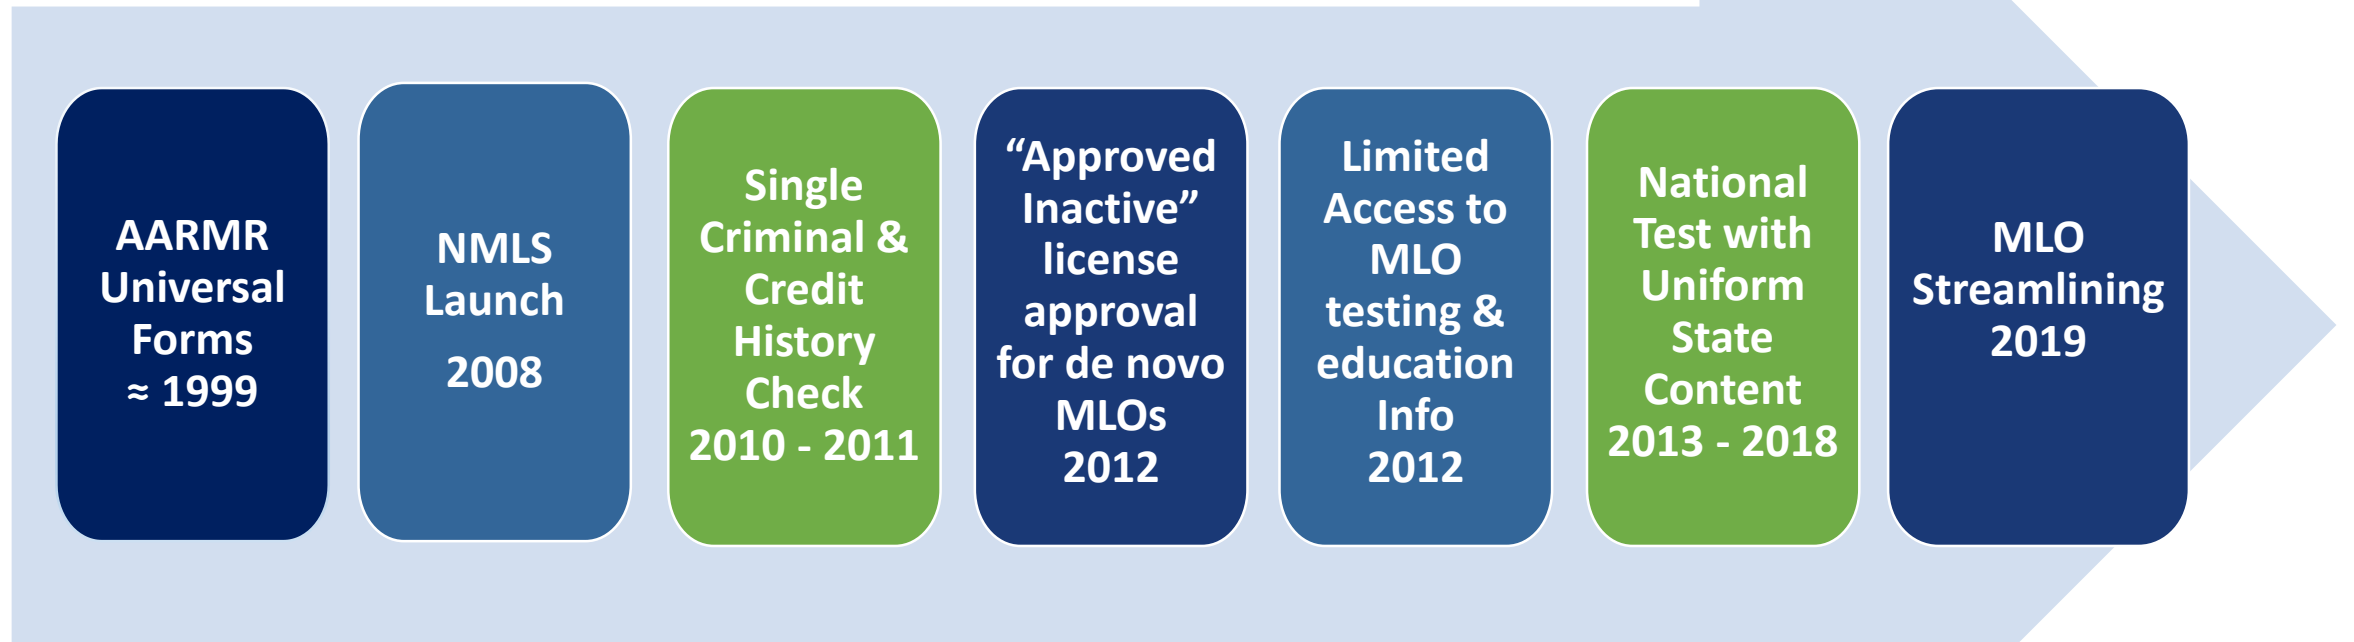 AARMR
Universal
Forms
≈ 1999
NMLS
Launch
2008
Single
Criminal &
Credit
History
Check
2010 - 2011
“Approved
Inactive”
license
approval
for de novo
MLOs
2012
Limited
Access to
MLO
testing &
education
Info
2012
National
Test with
Uniform
State
Content
2013 - 2018
MLO
Streamlining
2019